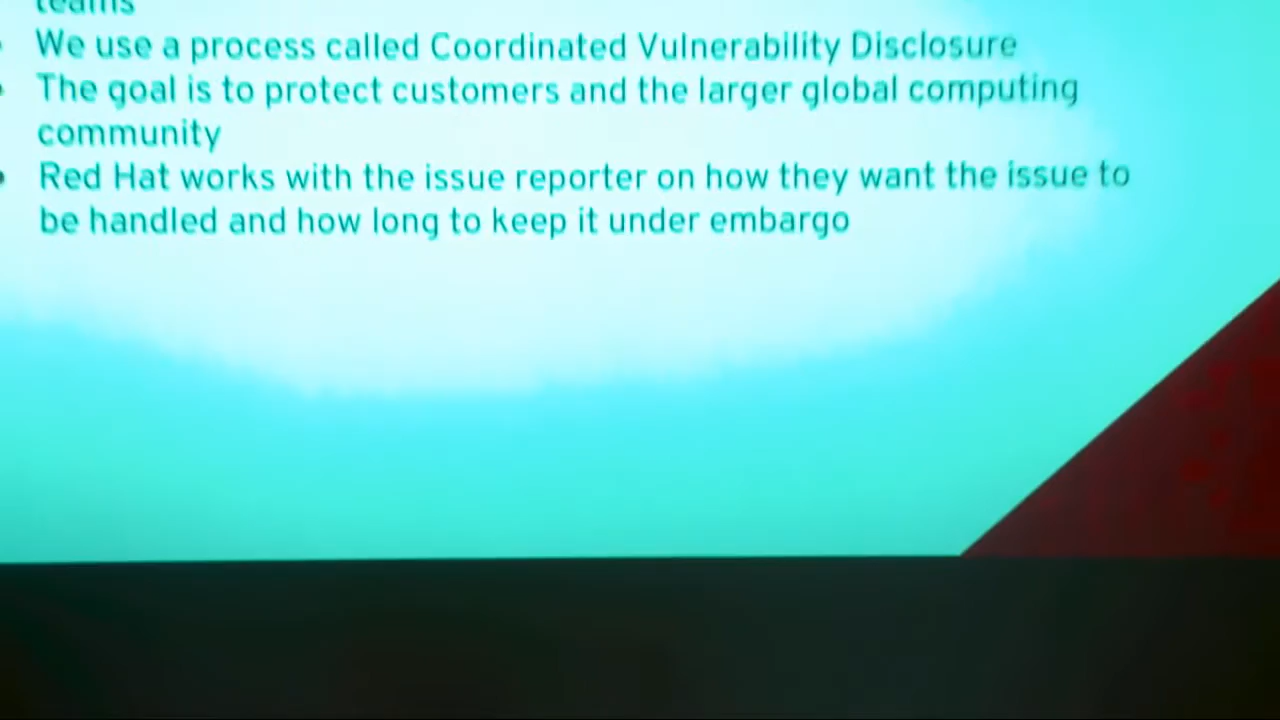 teams
We use a process called Coordinated Vulnerability Disclosure
The goal is to protect customers and the larger global computing
community
Red Hat works with the issue reporter on how they want the issue to
be handled and how long to keep it under embargo